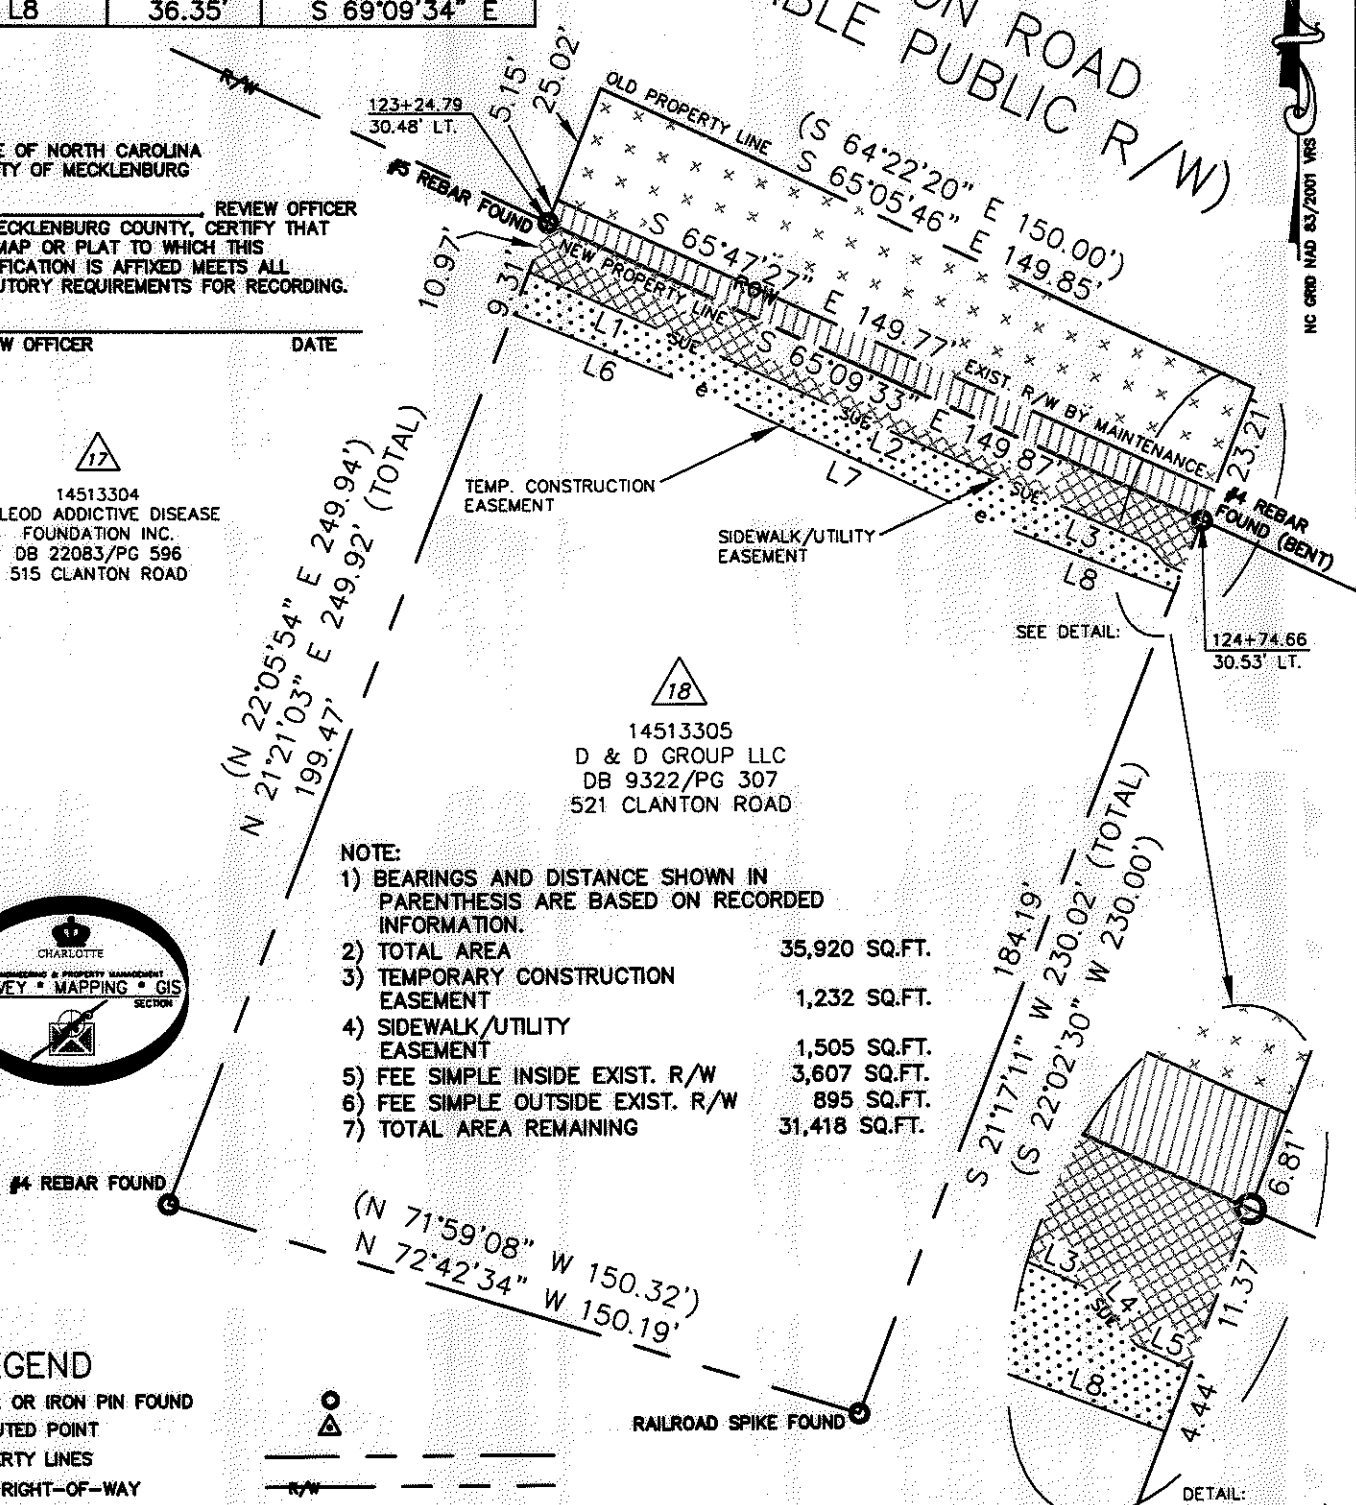 L8 36.35' S 69°09'34" E
ON ROAD
ABLE PUBLIC R/W)
R/W
123+24.79
30.48' LT.
5.15'
25.02'
OLD PROPERTY LINE
(S 64°22'20" E 150.00')
S 65°05'46" E 149.85'
NC GRID NAD 83/2001 VRS
E OF NORTH CAROLINA
TY OF MECKLENBURG
, REVIEW OFFICER
ECKLENBURG COUNTY, CERTIFY THAT
MAP OR PLAT TO WHICH THIS
FICATION IS AFFIXED MEETS ALL
UTORY REQUIREMENTS FOR RECORDING.
W OFFICER DATE
#5 REBAR FOUND
10.97'
9.31'
NEW PROPERTY LINE
S 65°47'27" E 149.77'
ROW
S 65°09'33" E 149.87'
EXIST. R/W BY MAINTENANCE
23.21
#4 REBAR
FOUND (BENT)
L1
SUE
L6
e
SUE
L2
L7
SUE
e
L3
L8
TEMP. CONSTRUCTION
EASEMENT
SIDEWALK/UTILITY
EASEMENT
SEE DETAIL:
124+74.66
30.53' LT.
17
14513304
LEOD ADDICTIVE DISEASE
FOUNDATION INC.
DB 22083/PG 596
515 CLANTON ROAD
(N 22°05'54" E 249.94')
N 21°21'03" E 249.92' (TOTAL)
199.47'
18
14513305
D & D GROUP LLC
DB 9322/PG 307
521 CLANTON ROAD
NOTE:
1) BEARINGS AND DISTANCE SHOWN IN
PARENTHESIS ARE BASED ON RECORDED
INFORMATION.
2) TOTAL AREA 35,920 SQ.FT.
3) TEMPORARY CONSTRUCTION
EASEMENT 1,232 SQ.FT.
4) SIDEWALK/UTILITY
EASEMENT 1,505 SQ.FT.
5) FEE SIMPLE INSIDE EXIST. R/W 3,607 SQ.FT.
6) FEE SIMPLE OUTSIDE EXIST. R/W 895 SQ.FT.
7) TOTAL AREA REMAINING 31,418 SQ.FT.
184.19'
S 21°17'11" W 230.02' (TOTAL)
(S 22°02'30" W 230.00')
CHARLOTTE
NGINEERING & PROPERTY MANAGEMENT
VEY * MAPPING * GIS
SECTION
#4 REBAR FOUND
(N 71°59'08" W 150.32')
N 72°42'34" W 150.19'
RAILROAD SPIKE FOUND
6.81'
L3
L4
SUE
L5
11.37'
L8
4.44'
DETAIL:
EGEND
OR IRON PIN FOUND
UTED POINT
ERTY LINES
RIGHT-OF-WAY R/W